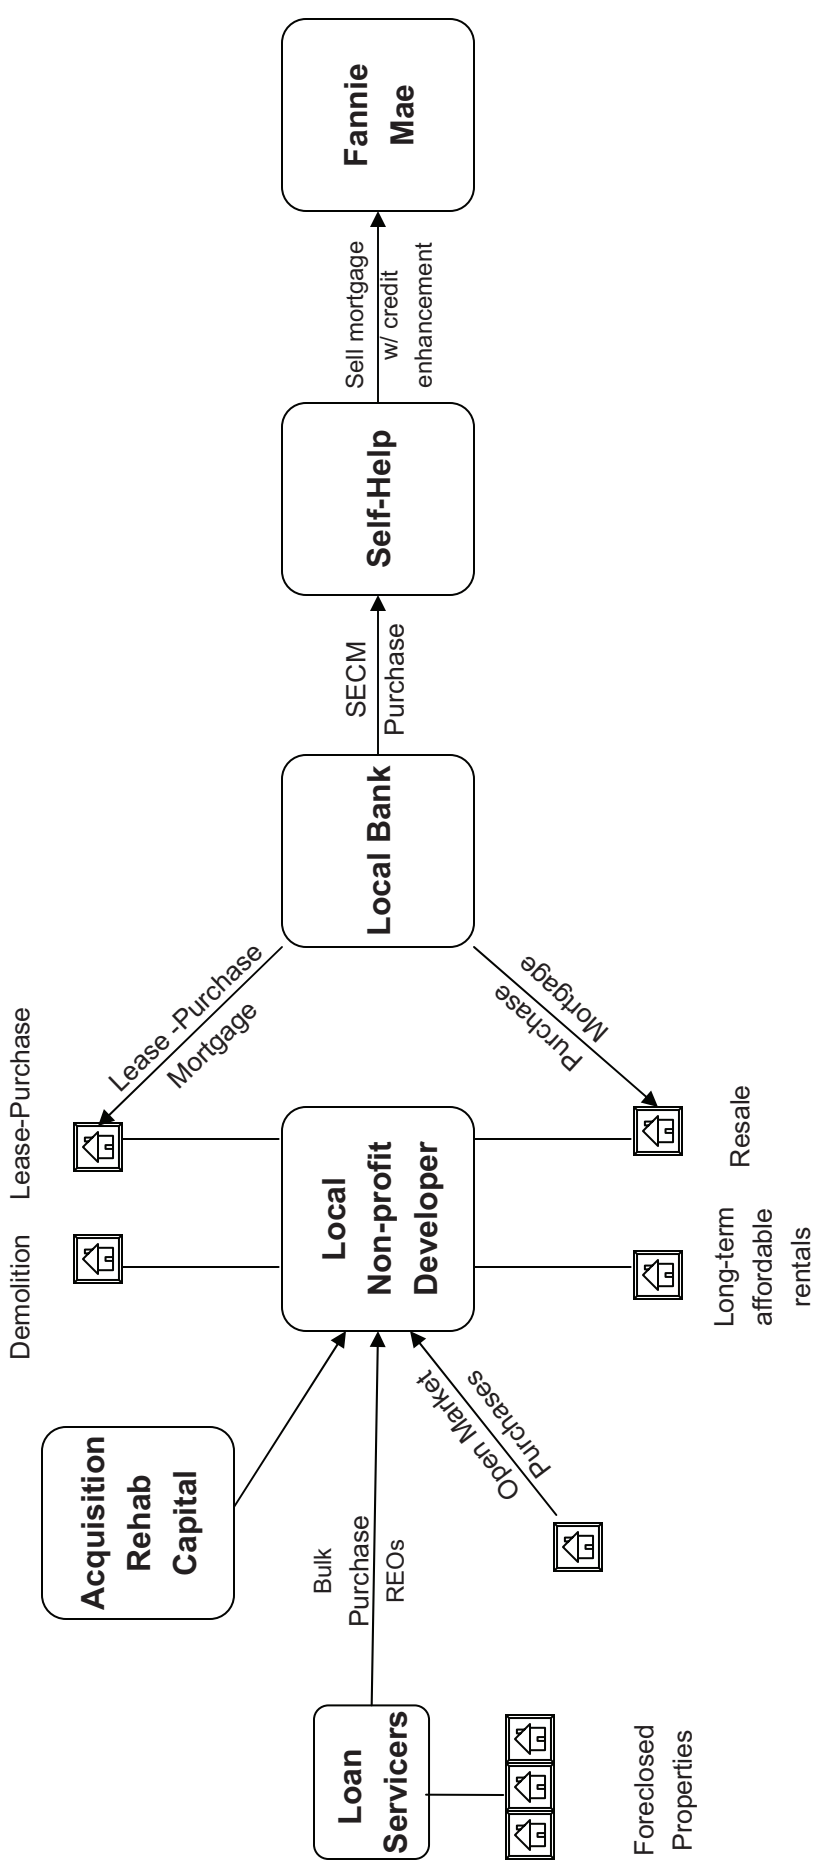 Loan
Servicers
Foreclosed
Properties
Bulk
Purchase
REOs
Acquisition
Rehab
Capital
Open Market
Purchases
Demolition
Lease-Purchase
Local
Non-profit
Developer
Long-term
affordable
rentals
Resale
Lease -Purchase
Mortgage
Purchase
Mortgage
Local Bank
SECM
Purchase
Self-Help
Sell mortgage
w/ credit
enhancement
Fannie
Mae